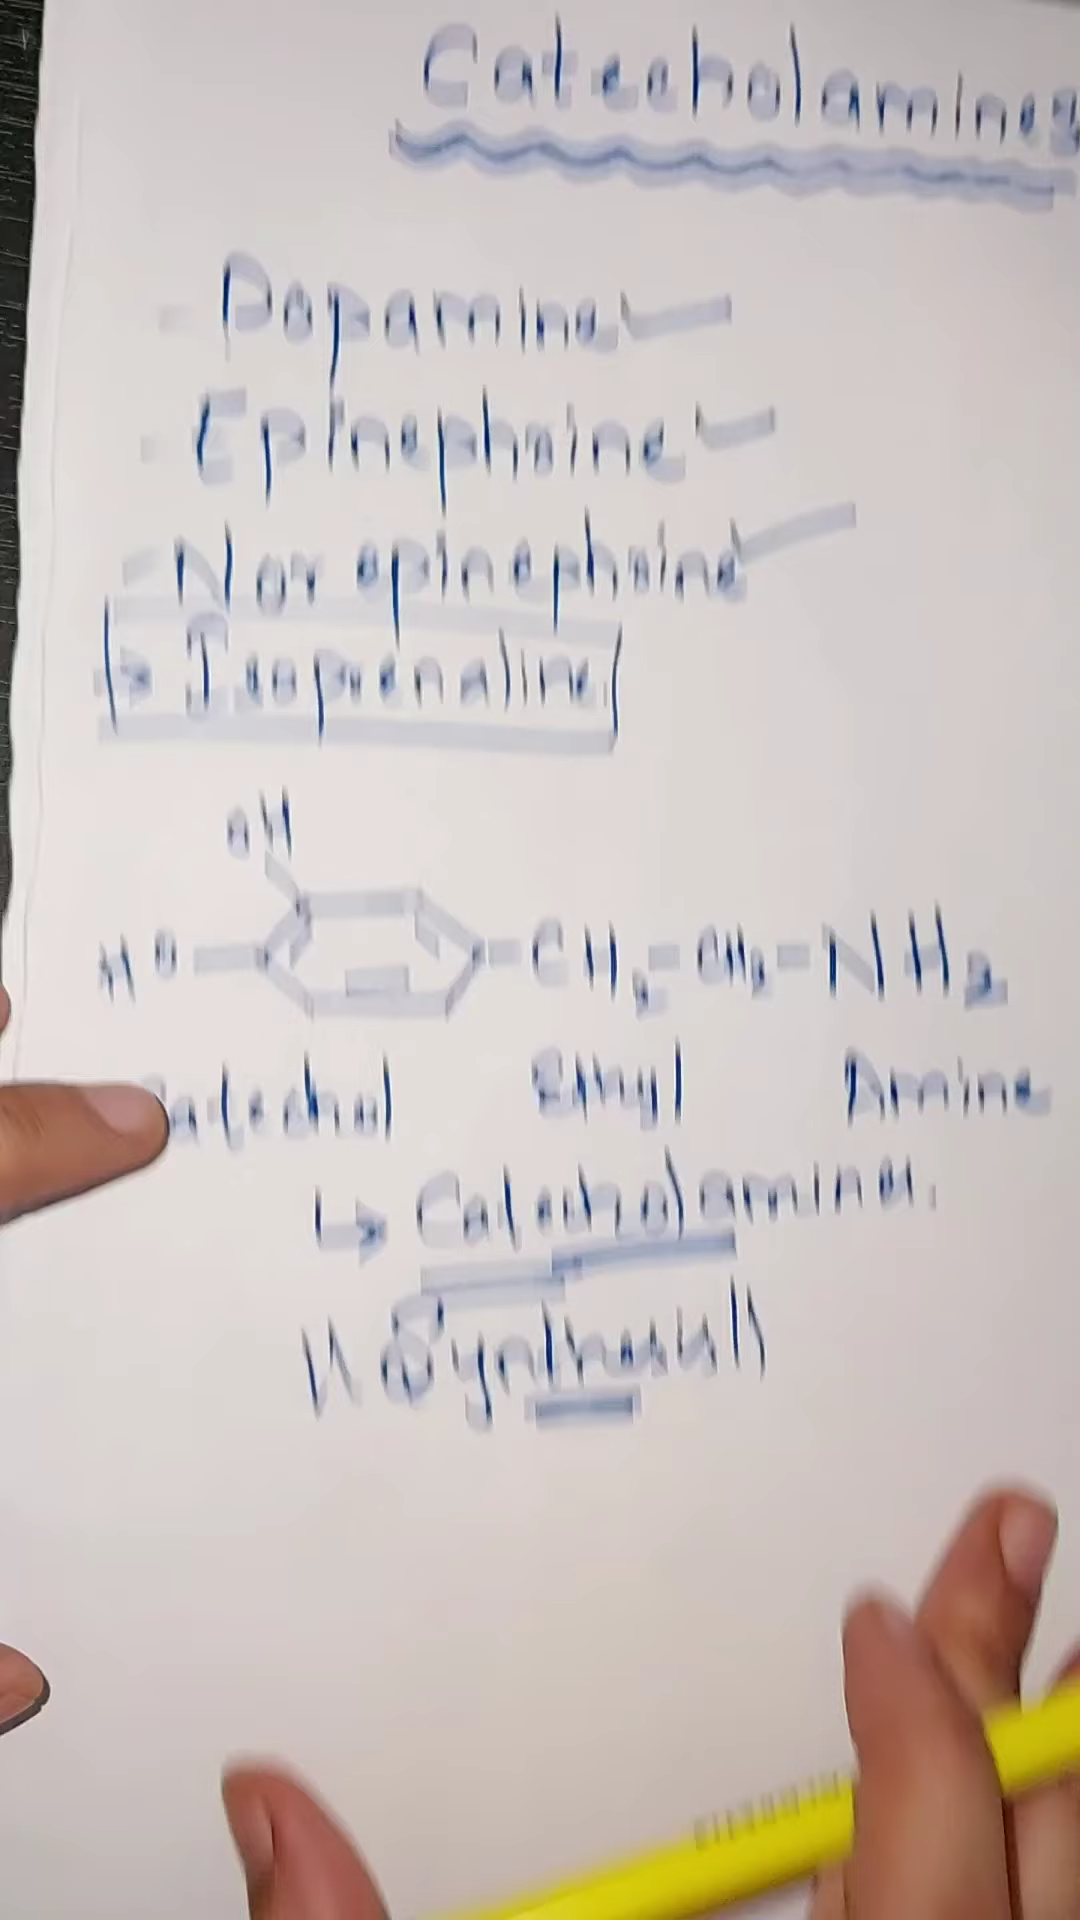 Catecholamines
- Dopamine
- Epinephrine
- Nor epinephrine
→ Isoprenaline
OH
HO CH2-CH2-NH2
Catechol Ethyl Amine
↳ Catecholamines.
"Synthesis"